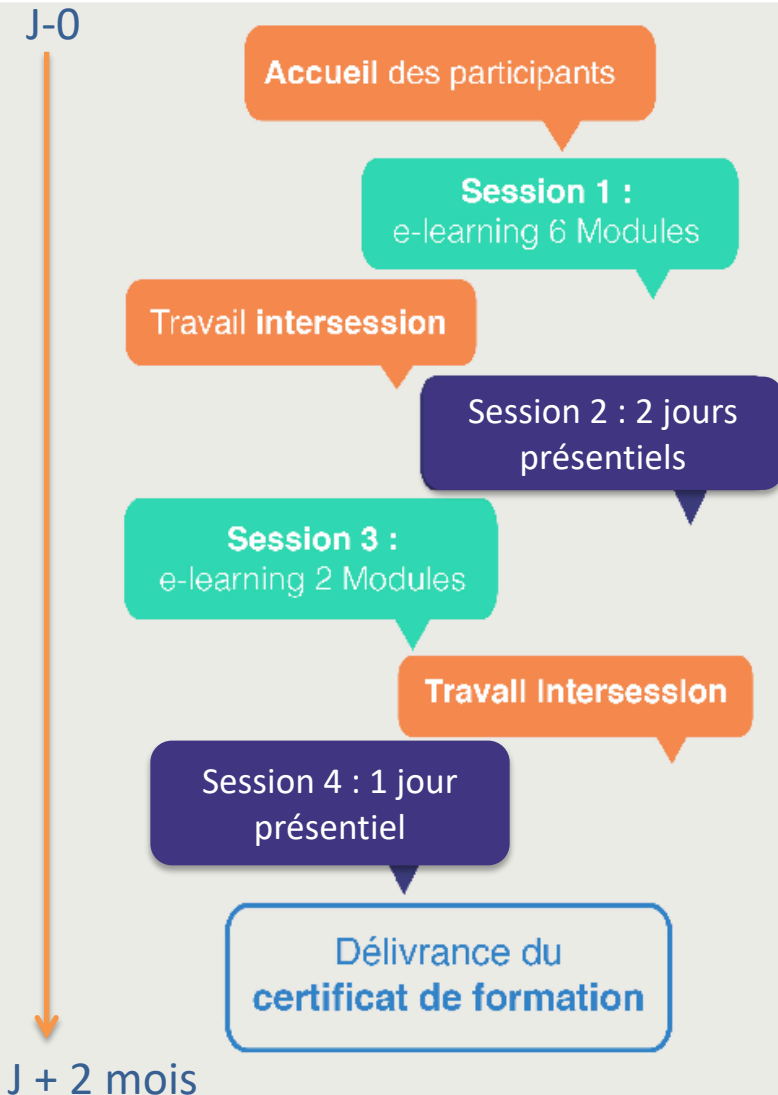 J-0
Accueil des participants
Session 1 :
e-learning 6 Modules
Travail intersession
Session 2 : 2 jours
présentiels
Session 3 :
e-learning 2 Modules
Travail Intersession
Session 4 : 1 jour
présentiel
Délivrance du
certificat de formation
J + 2 mois